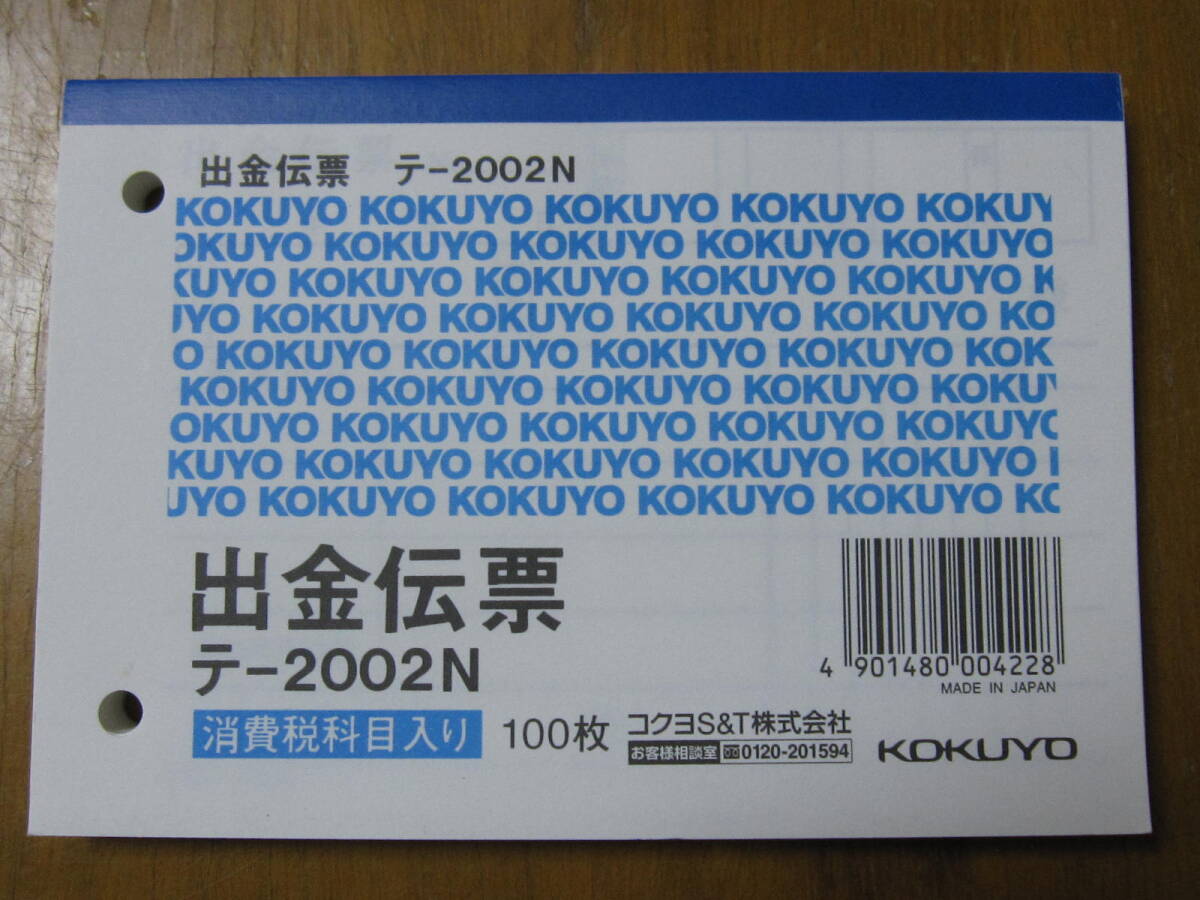 出金伝票 テ-2002N
KOKUYO KOKUYO KOKUYO KOKUYO KOKUY
OKUYO KOKUYO KOKUYO KOKUYO KOKUYO
KUYO KOKUYO KOKUYO KOKUYO KOKUYO K
UYO KOKUYO KOKUYO KOKUYO KOKUYO KO
O KOKUYO KOKUYO KOKUYO KOKUYO KOK
KOKUYO KOKUYO KOKUYO KOKUYO KOKU
OKUYO KOKUYO KOKUYO KOKUYO KOKUYO
KUYO KOKUYO KOKUYO KOKUYO KOKUYO
UYO KOKUYO KOKUYO KOKUYO KOKUYO KO
出金伝票
テ-2002N
4 901480 004228
MADE IN JAPAN
消費税科目入り 100枚 コクヨS&T株式会社
お客様相談室 0120-201594
KOKUYO